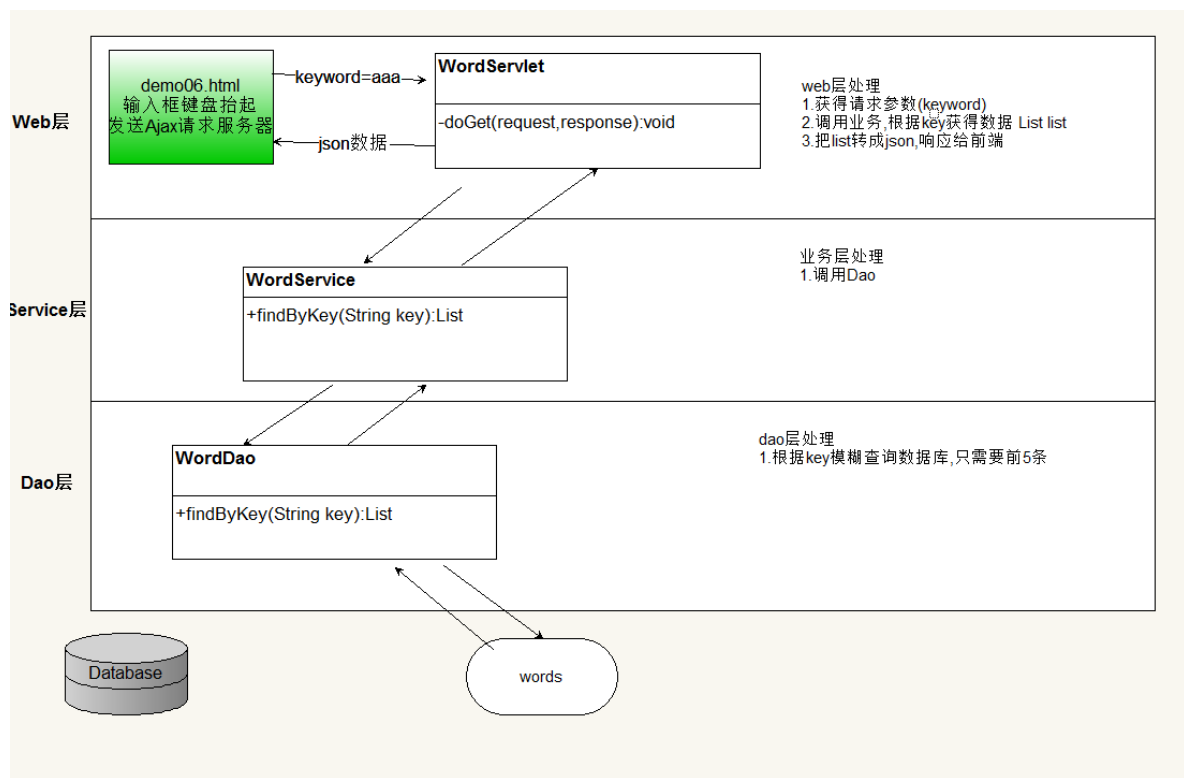 Web层
demo06.html
输入框键盘抬起
发送Ajax请求服务器
keyword=aaa
json数据
WordServlet
-doGet(request,response):void
web层处理
1.获得请求参数(keyword)
2.调用业务,根据key获得数据 List list
3.把list转成json,响应给前端
Service层
WordService
+findByKey(String key):List
业务层处理
1.调用Dao
Dao层
WordDao
+findByKey(String key):List
dao层处理
1.根据key模糊查询数据库,只需要前5条
Database
words